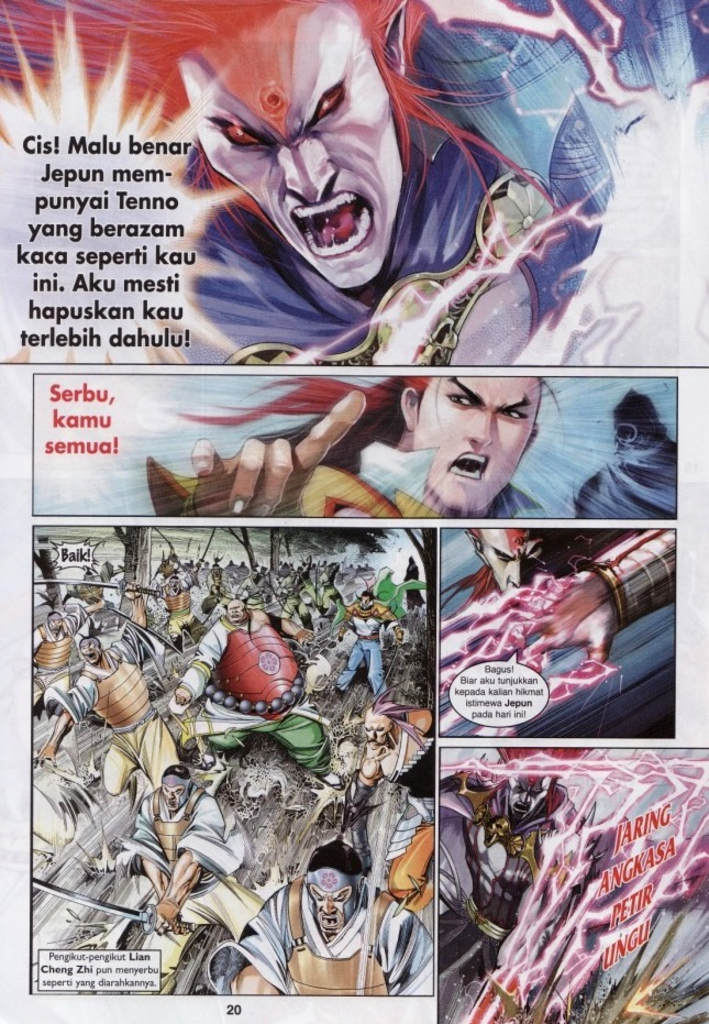 Cis! Malu benar
Jepun mem-
punyai Tenno
yang berazam
kaca seperti kau
ini. Aku mesti
hapuskan kau
terlebih dahulu!
Serbu,
kamu
semua!
Baik!
Bagus!
Biar aku tunjukkan
kepada kalian hikmat
istimewa Jepun
pada hari ini!
JARING
ANGKASA
PETIR
UNGU
Pengikut-pengikut Lian
Cheng Zhi pun menyerbu
seperti yang diarahkannya.
20